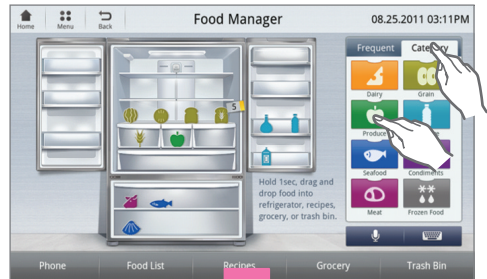 Home
Menu
Back
Food Manager
08.25.2011 03:11PM
Frequent
Dairy
Grain
5
Produce
Seafood
Condiments
Meat
Frozen Food
Hold 1sec, drag and
drop food into
refrigerator, recipes,
grocery, or trash bin.
Phone
Food List
Recipes
Grocery
Trash Bin